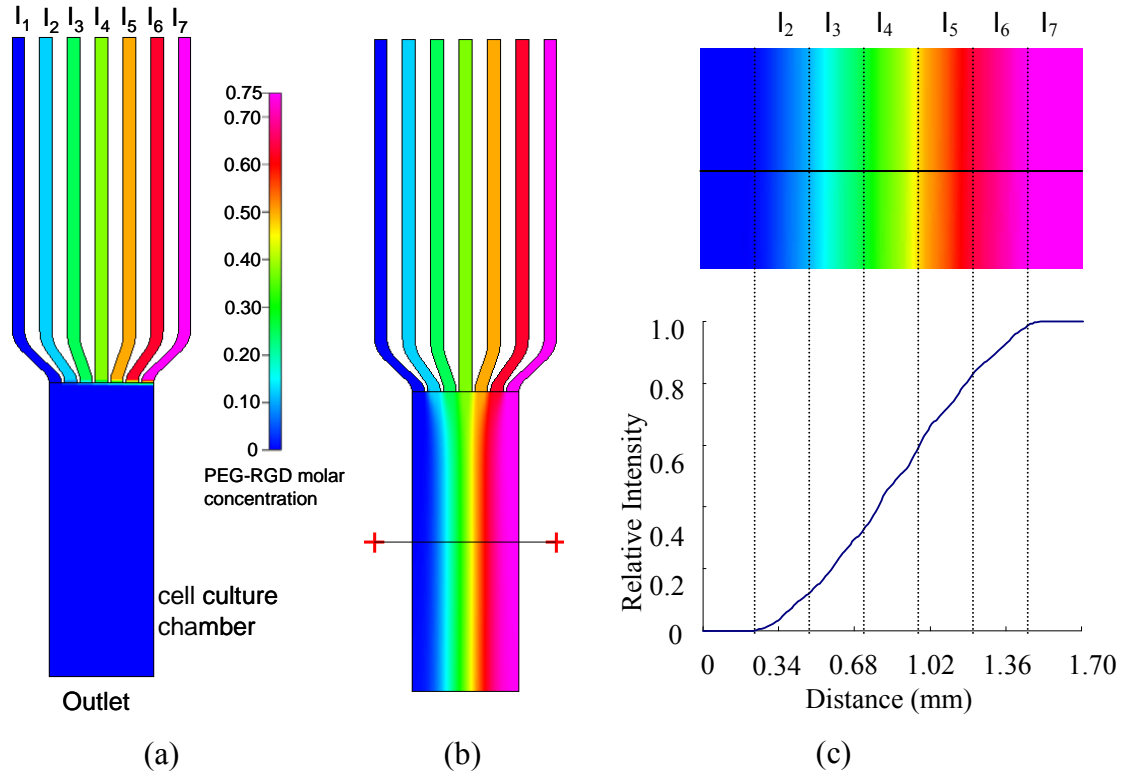 I₁ I₂ I₃ I₄ I₅ I₆ I₇
0.75
0.70
0.60
0.50
0.40
0.30
0.20
0.10
0
PEG-RGD molar
concentration
cell culture
chamber
Outlet
(a)
(b)
I₂ I₃ I₄ I₅ I₆ I₇
Relative Intensity
1.0
0.8
0.6
0.4
0.2
0
0 0.34 0.68 1.02 1.36 1.70
Distance (mm)
(c)